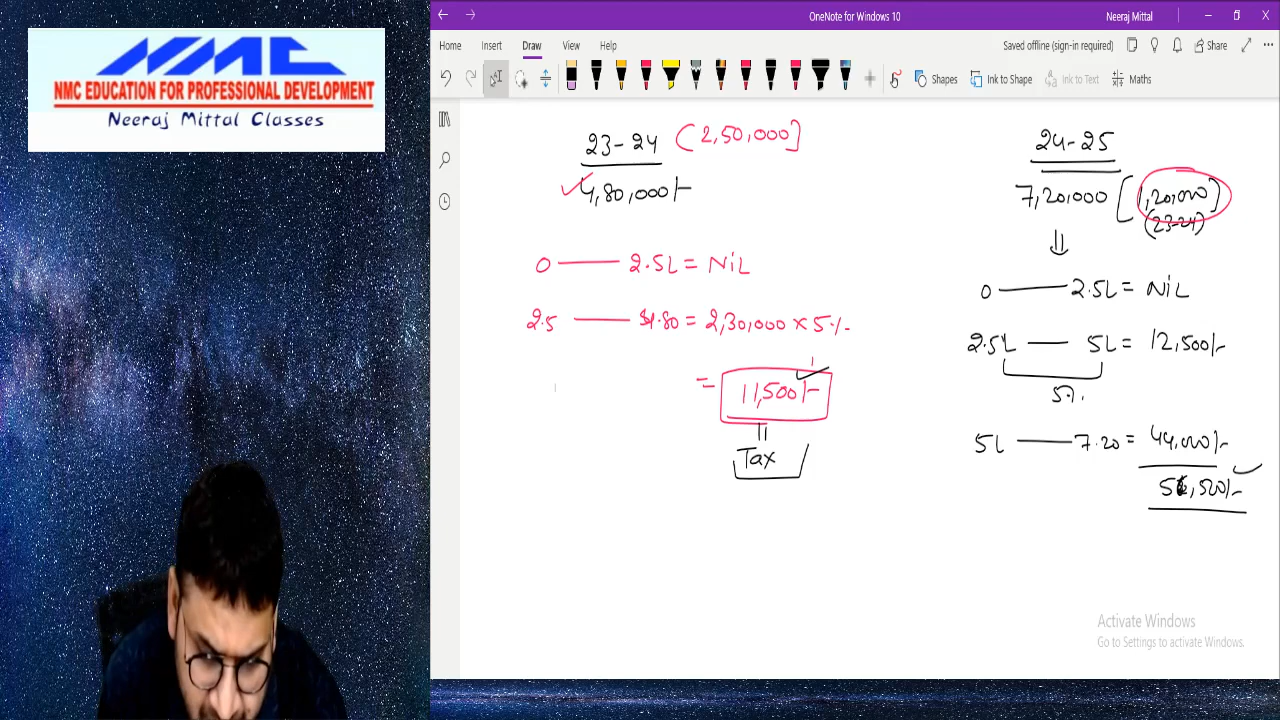 NMC
NMC EDUCATION FOR PROFESSIONAL DEVELOPMENT
Neeraj Mittal Classes
OneNote for Windows 10
Neeraj Mittal
Home Insert Draw View Help
Saved offline (sign-in required)
Share
Shapes
Ink to Shape
Ink to Text
Maths
23-24 (2,50,000]
4,80,000/-
0 — 2.5L = NiL
2.5 — 4.80 = 2,30,000 × 5%
= 11,500/-
Tax
24-25
7,20,000 [1,20,000]
(23-24)
0 — 2.5L = NiL
2.5L — 5L = 12,500/-
5%
5L — 7.20 = 44,000/-
56,500/-
Activate Windows
Go to Settings to activate Windows.